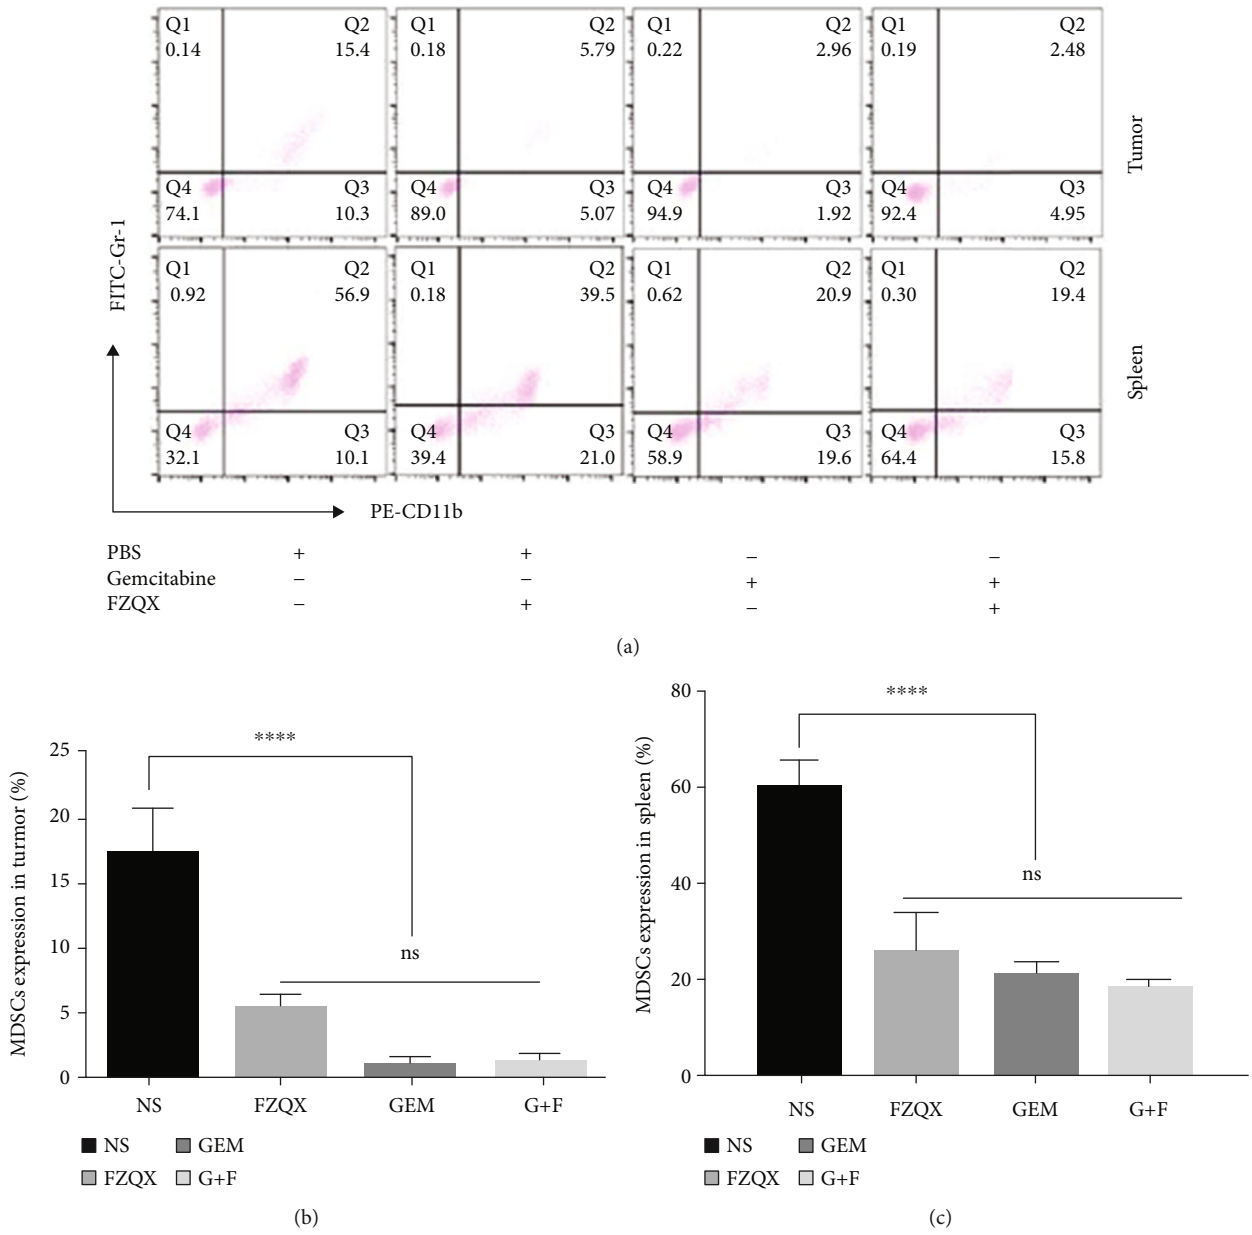 Q1 Q2 Q1 Q2 Q1 Q2 Q1 Q2
0.14 15.4 0.18 5.79 0.22 2.96 0.19 2.48
Tumor
Q4 Q3 Q4 Q3 Q4 Q3 Q4 Q3
74.1 10.3 89.0 5.07 94.9 1.92 92.4 4.95
FITC-Gr-1
Q1 Q2 Q1 Q2 Q1 Q2 Q1 Q2
0.92 56.9 0.18 39.5 0.62 20.9 0.30 19.4
Spleen
Q4 Q3 Q4 Q3 Q4 Q3 Q4 Q3
32.1 10.1 39.4 21.0 58.9 19.6 64.4 15.8
PE-CD11b
PBS + + – –
Gemcitabine – – + +
FZQX – + – +
(a)
MDSCs expression in turmor (%)
25
20
15
10
5
0
****
ns
NS FZQX GEM G+F
NS GEM
FZQX G+F
(b)
MDSCs expression in spleen (%)
80
60
40
20
0
****
ns
NS FZQX GEM G+F
NS GEM
FZQX G+F
(c)